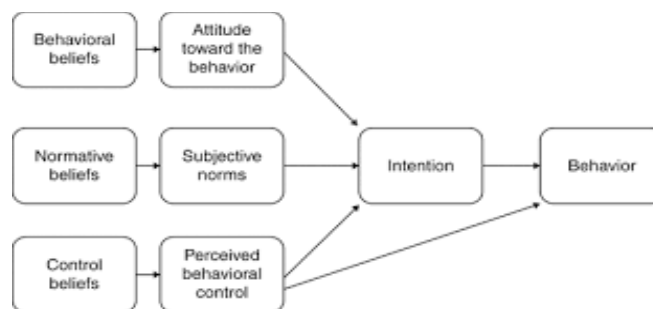 Behavioral
beliefs
Attitude
toward the
behavior
Normative
beliefs
Subjective
norms
Intention
Behavior
Control
beliefs
Perceived
behavioral
control